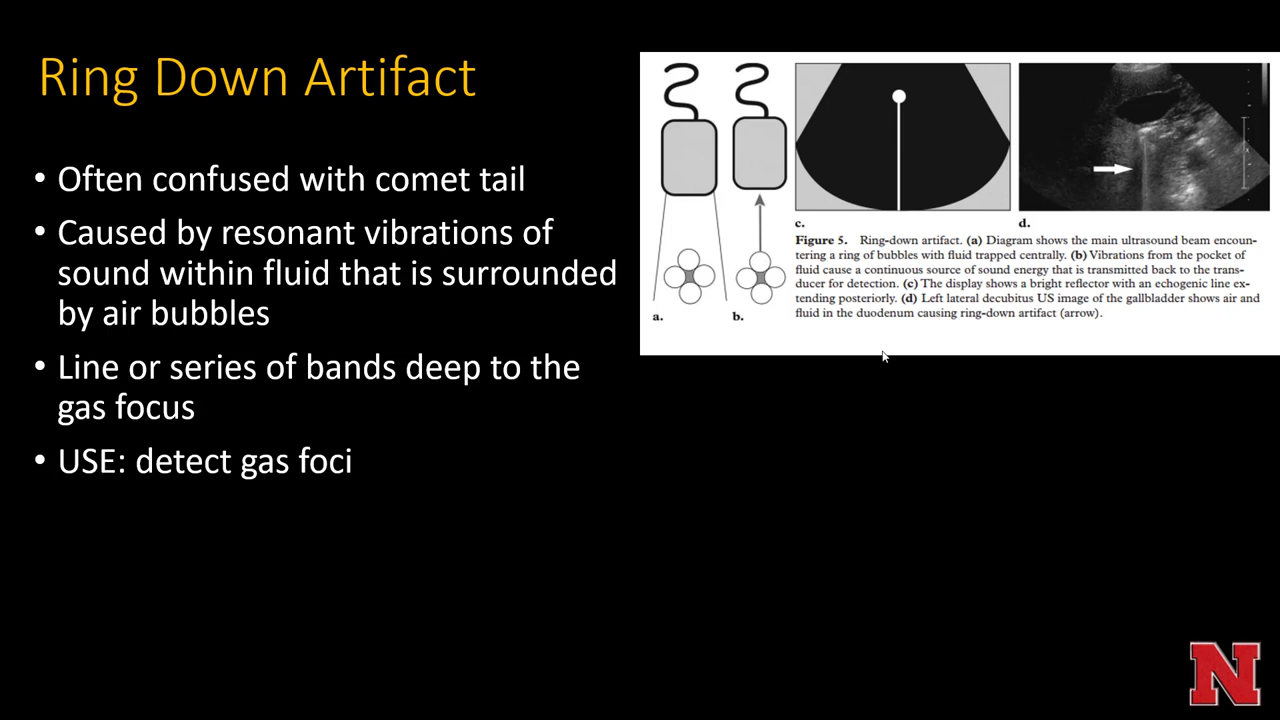 Ring Down Artifact
• Often confused with comet tail
• Caused by resonant vibrations of
sound within fluid that is surrounded
by air bubbles
• Line or series of bands deep to the
gas focus
• USE: detect gas foci
a.
b.
c.
d.
Figure 5. Ring-down artifact. (a) Diagram shows the main ultrasound beam encoun-
tering a ring of bubbles with fluid trapped centrally. (b) Vibrations from the pocket of
fluid cause a continuous source of sound energy that is transmitted back to the trans-
ducer for detection. (c) The display shows a bright reflector with an echogenic line ex-
tending posteriorly. (d) Left lateral decubitus US image of the gallbladder shows air and
fluid in the duodenum causing ring-down artifact (arrow).
N